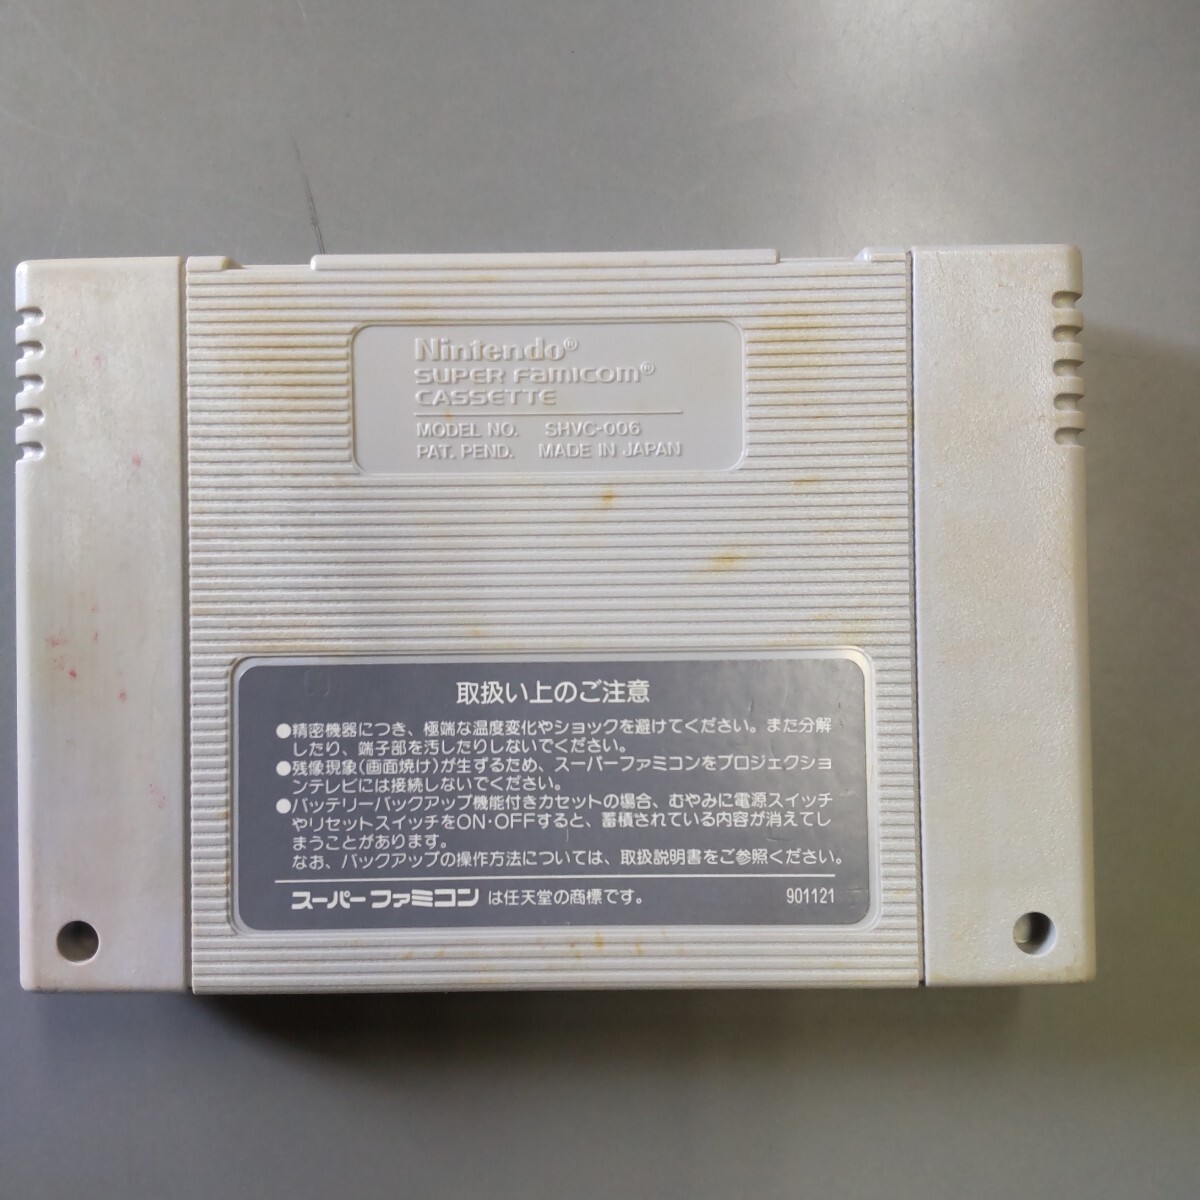 Nintendo®
SUPER FAMICOM®
CASSETTE
MODEL NO. SHVC-006
PAT. PEND. MADE IN JAPAN
取扱い上のご注意
●精密機器につき、極端な温度変化やショックを避けてください。また分解
したり、端子部を汚したりしないでください。
●残像現象(画面焼け)が生ずるため、スーパーファミコンをプロジェクショ
ンテレビには接続しないでください。
●バッテリーバックアップ機能付きカセットの場合、むやみに電源スイッチ
やリセットスイッチをON・OFFすると、蓄積されている内容が消えてし
まうことがあります。
なお、バックアップの操作方法については、取扱説明書をご参照ください。
スーパーファミコン は任天堂の商標です。 901121